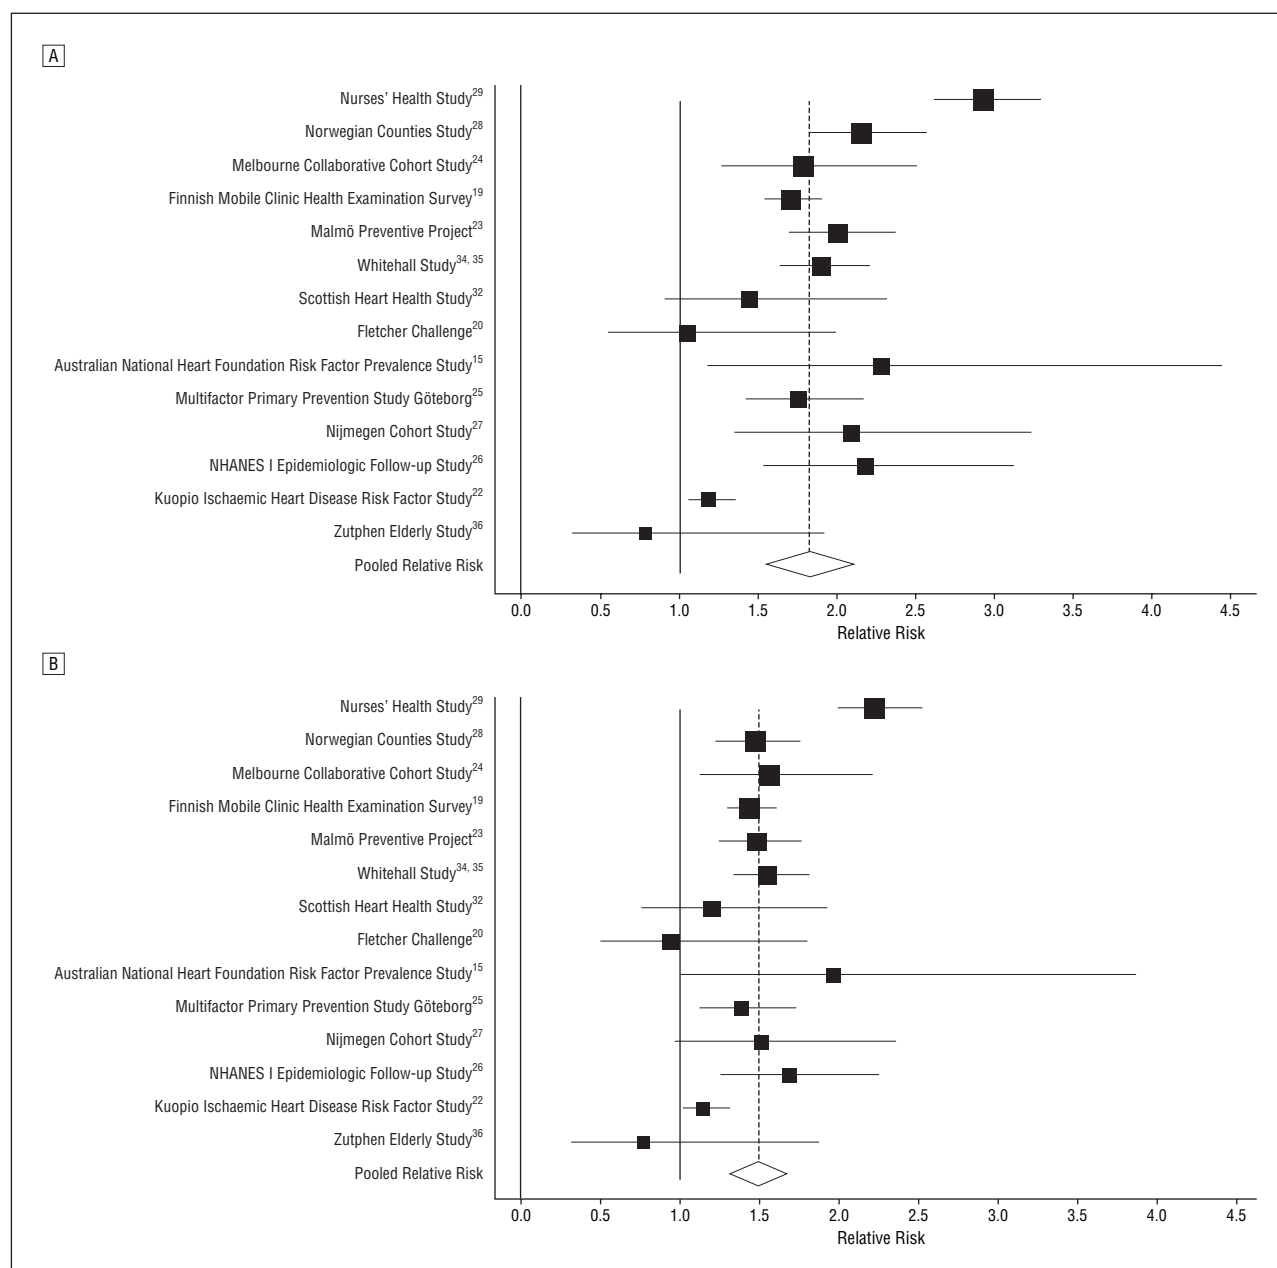 A
Nurses' Health Study29
Norwegian Counties Study28
Melbourne Collaborative Cohort Study24
Finnish Mobile Clinic Health Examination Survey19
Malmö Preventive Project23
Whitehall Study34, 35
Scottish Heart Health Study32
Fletcher Challenge20
Australian National Heart Foundation Risk Factor Prevalence Study15
Multifactor Primary Prevention Study Göteborg25
Nijmegen Cohort Study27
NHANES I Epidemiologic Follow-up Study26
Kuopio Ischaemic Heart Disease Risk Factor Study22
Zutphen Elderly Study36
Pooled Relative Risk
0.0 0.5 1.0 1.5 2.0 2.5 3.0 3.5 4.0 4.5
Relative Risk
B
Nurses' Health Study29
Norwegian Counties Study28
Melbourne Collaborative Cohort Study24
Finnish Mobile Clinic Health Examination Survey19
Malmö Preventive Project23
Whitehall Study34, 35
Scottish Heart Health Study32
Fletcher Challenge20
Australian National Heart Foundation Risk Factor Prevalence Study15
Multifactor Primary Prevention Study Göteborg25
Nijmegen Cohort Study27
NHANES I Epidemiologic Follow-up Study26
Kuopio Ischaemic Heart Disease Risk Factor Study22
Zutphen Elderly Study36
Pooled Relative Risk
0.0 0.5 1.0 1.5 2.0 2.5 3.0 3.5 4.0 4.5
Relative Risk